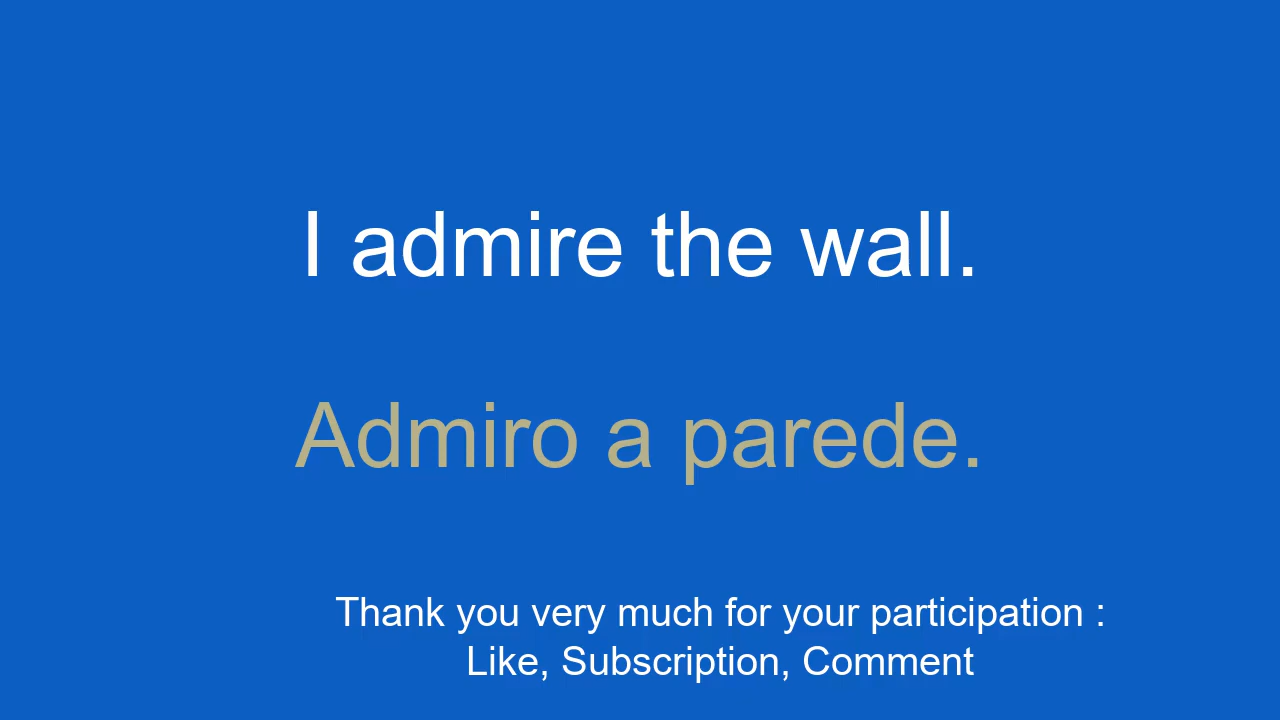 I admire the wall.
Admiro a parede.
Thank you very much for your participation :
Like, Subscription, Comment